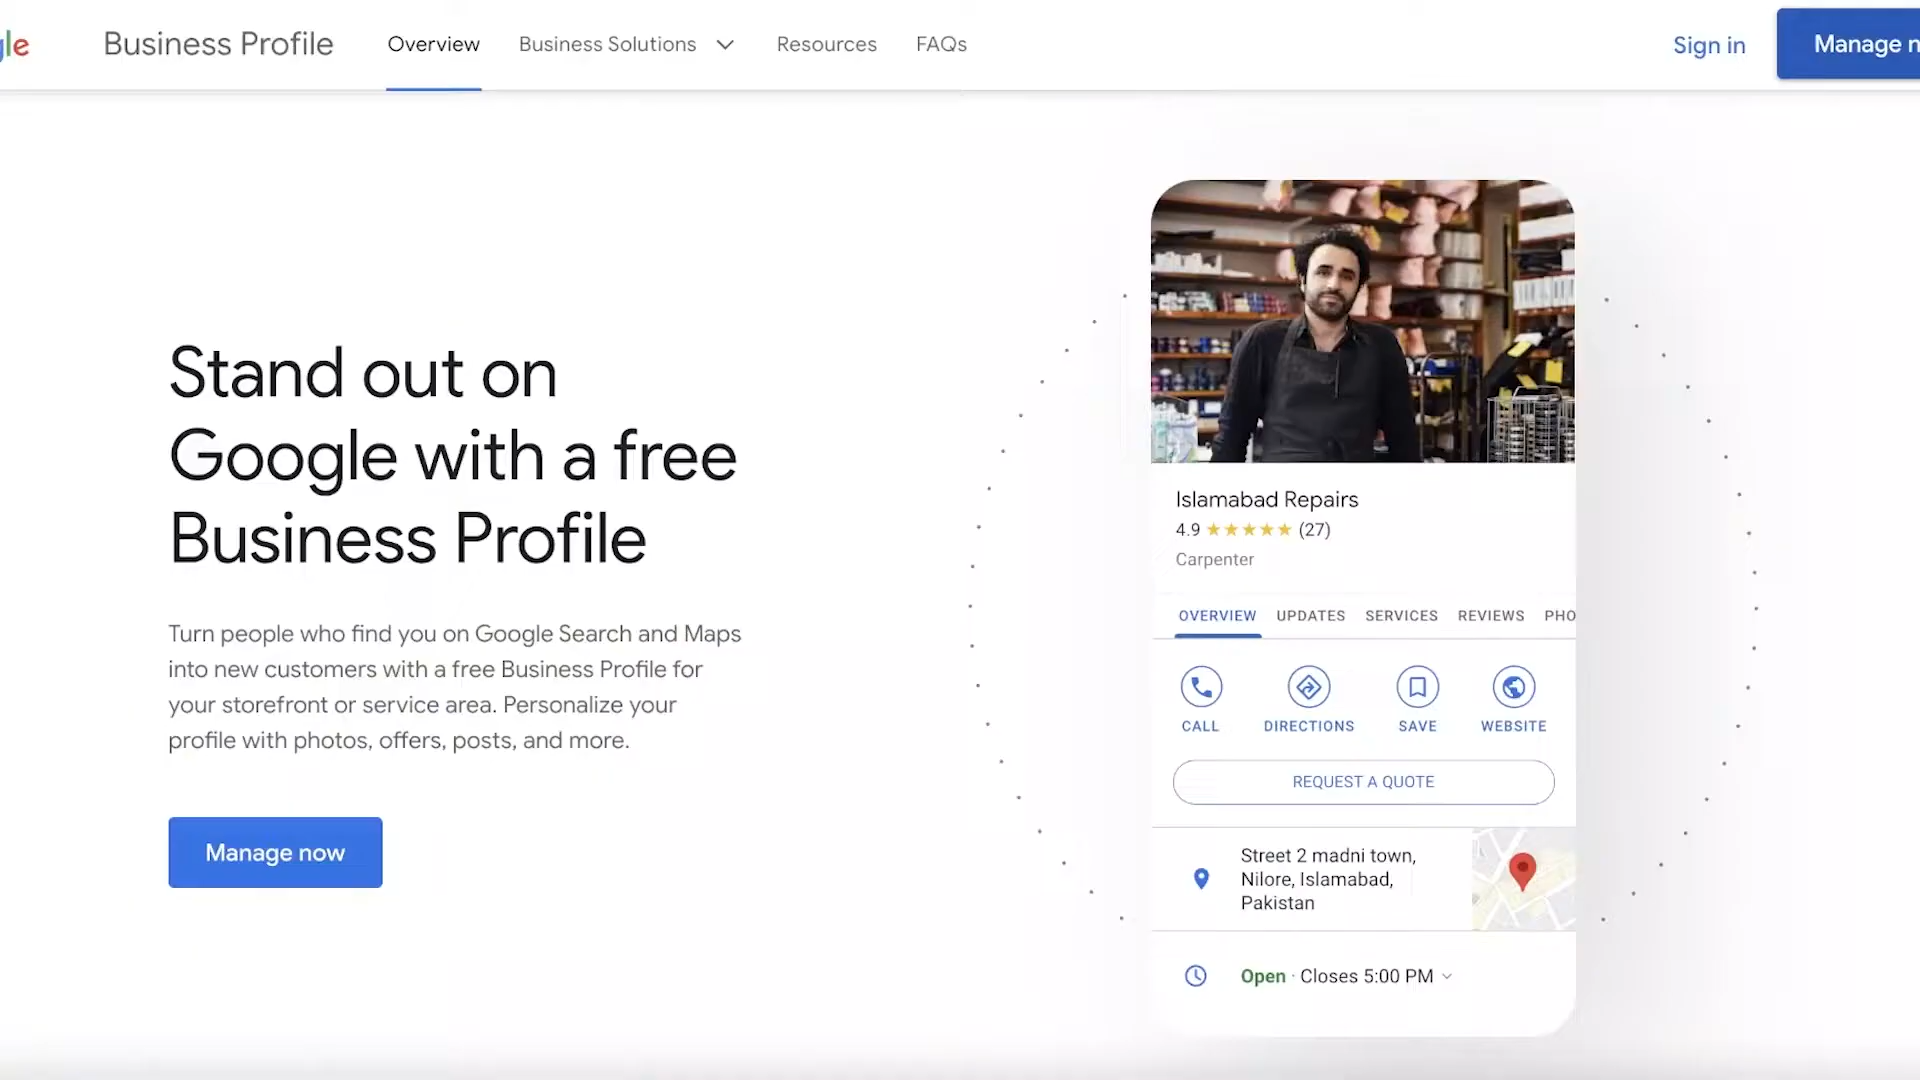 Business Profile
Overview
Business Solutions
Resources
FAQs
Sign in
Manage
Stand out on
Google with a free
Business Profile
Turn people who find you on Google Search and Maps
into new customers with a free Business Profile for
your storefront or service area. Personalize your
profile with photos, offers, posts, and more.
Manage now
Islamabad Repairs
4.9 ★★★★★ (27)
Carpenter
OVERVIEW UPDATES SERVICES REVIEWS PHO
CALL DIRECTIONS SAVE WEBSITE
REQUEST A QUOTE
Street 2 madni town,
Nilore, Islamabad,
Pakistan
Open · Closes 5:00 PM